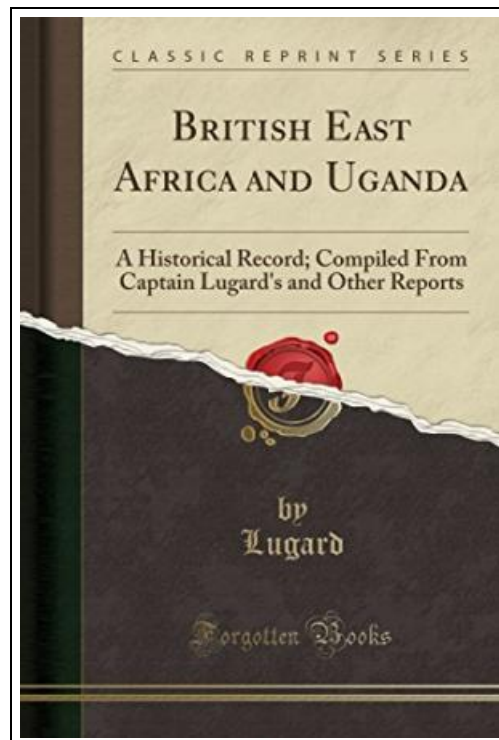 CLASSIC REPRINT SERIES
BRITISH EAST
AFRICA AND UGANDA
A Historical Record; Compiled From
Captain Lugard's and Other Reports
by
Lugard
Forgotten Books